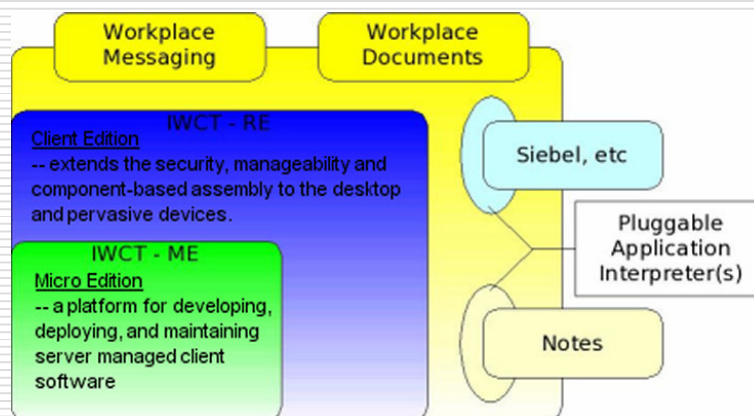 Workplace
Messaging
Workplace
Documents
IWCT - RE
Client Edition
-- extends the security, manageability and
component-based assembly to the desktop
and pervasive devices.
IWCT - ME
Micro Edition
-- a platform for developing,
deploying, and maintaining
server managed client
software
Siebel, etc
Pluggable
Application
Interpreter(s)
Notes